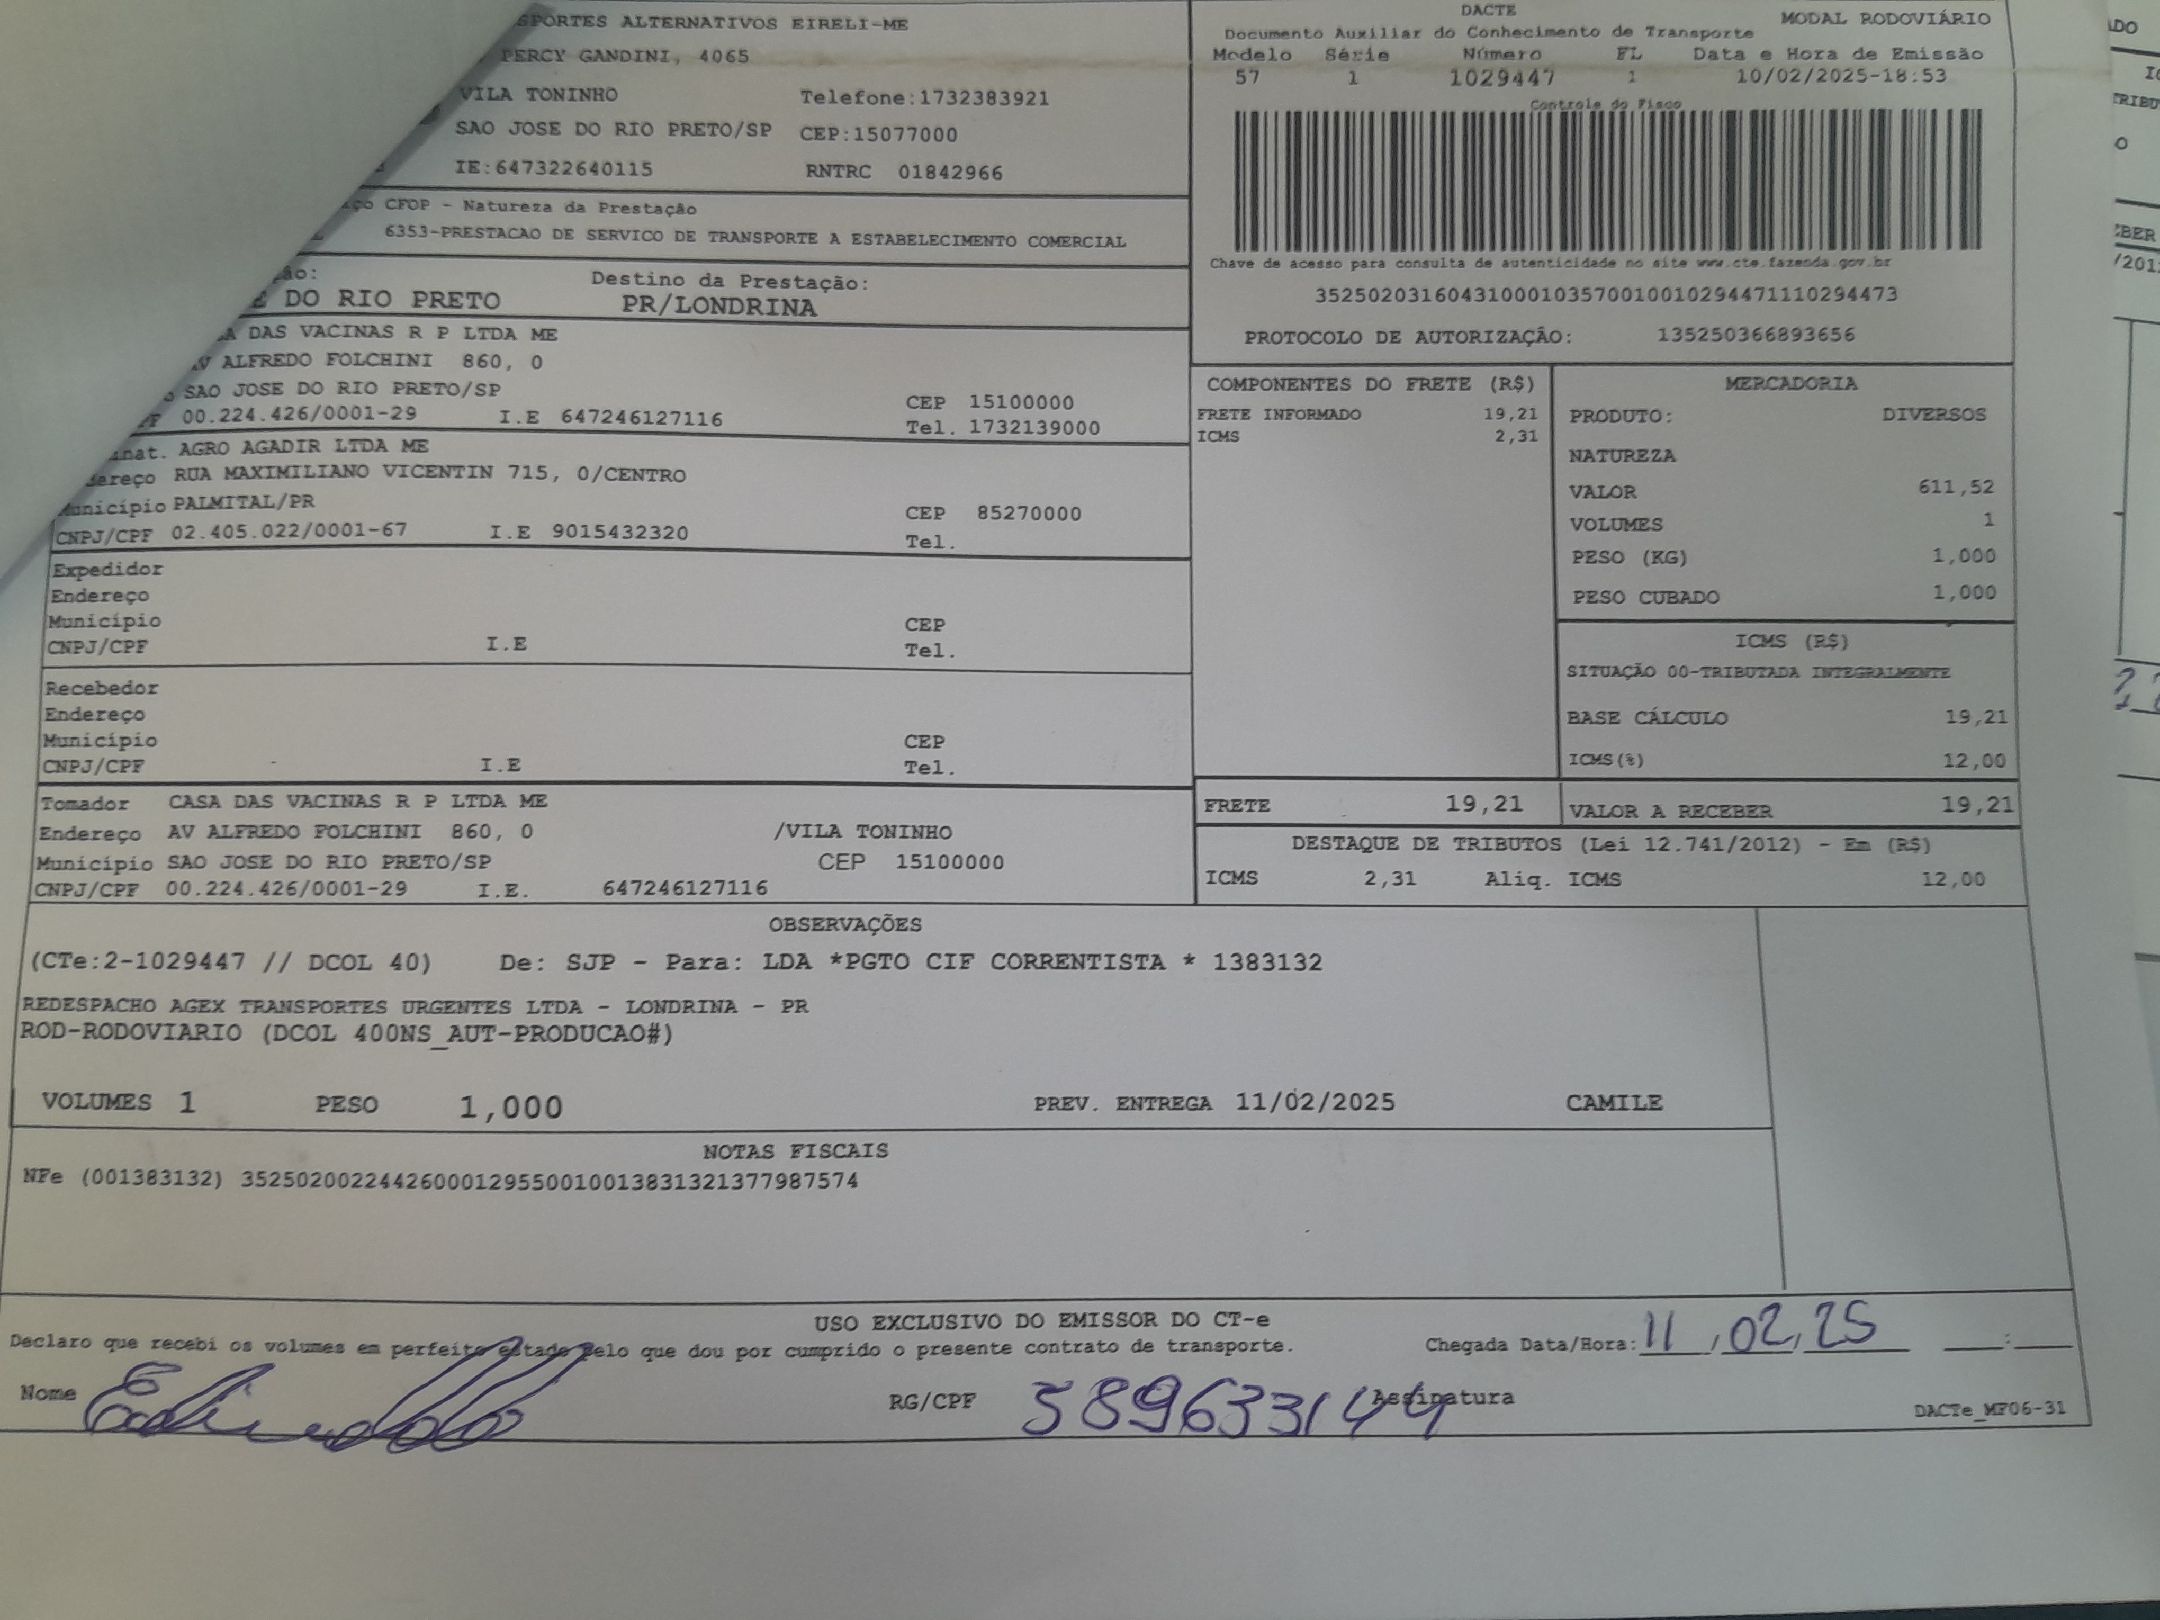 ALTERNATIVOS EIRELI-ME
PERCY GANDINI, 4065
VILA TONINHO Telefone:1732383921
SAO JOSE DO RIO PRETO/SP CEP:15077000
IE:647322640115 RNTRC 01842966
CFOP - Natureza da Prestação
6353-PRESTACAO DE SERVICO DE TRANSPORTE A ESTABELECIMENTO COMERCIAL
Destino da Prestação:
DO RIO PRETO PR/LONDRINA
DAS VACINAS R P LTDA ME
AV ALFREDO FOLCHINI 860, 0
SAO JOSE DO RIO PRETO/SP CEP 15100000
00.224.426/0001-29 I.E 647246127116 Tel. 1732139000
AGRO AGADIR LTDA ME
RUA MAXIMILIANO VICENTIN 715, 0/CENTRO
Município PALMITAL/PR CEP 85270000
CNPJ/CPF 02.405.022/0001-67 I.E 9015432320 Tel.
Expedidor
Endereço
Município CEP
CNPJ/CPF I.E Tel.
Recebedor
Endereço
Município CEP
CNPJ/CPF I.E Tel.
Tomador CASA DAS VACINAS R P LTDA ME
Endereço AV ALFREDO FOLCHINI 860, 0 /VILA TONINHO
Município SAO JOSE DO RIO PRETO/SP CEP 15100000
CNPJ/CPF 00.224.426/0001-29 I.E. 647246127116
DACTE MODAL RODOVIÁRIO
Documento Auxiliar do Conhecimento de Transporte
Modelo Série Número FL Data e Hora de Emissão
57 1 1029447 1 10/02/2025-18:53
Controle do Fisco
Chave de acesso para consulta de autenticidade no site www.cte.fazenda.gov.br
35250203160431000103570010010294471110294473
PROTOCOLO DE AUTORIZAÇÃO: 135250366893656
COMPONENTES DO FRETE (R$)
FRETE INFORMADO 19,21
ICMS 2,31
MERCADORIA
PRODUTO: DIVERSOS
NATUREZA
VALOR 611,52
VOLUMES 1
PESO (KG) 1,000
PESO CUBADO 1,000
ICMS (R$)
SITUAÇÃO 00-TRIBUTADA INTEGRALMENTE
BASE CÁLCULO 19,21
ICMS(%) 12,00
FRETE 19,21 VALOR A RECEBER 19,21
DESTAQUE DE TRIBUTOS (Lei 12.741/2012) - Em (R$)
ICMS 2,31 Aliq. ICMS 12,00
OBSERVAÇÕES
(CTe:2-1029447 // DCOL 40) De: SJP - Para: LDA *PGTO CIF CORRENTISTA * 1383132
REDESPACHO AGEX TRANSPORTES URGENTES LTDA - LONDRINA - PR
ROD-RODOVIARIO (DCOL 400NS_AUT-PRODUCAO#)
VOLUMES 1 PESO 1,000 PREV. ENTREGA 11/02/2025 CAMILE
NOTAS FISCAIS
NFe (001383132) 35250200224426000129550010013831321377987574
USO EXCLUSIVO DO EMISSOR DO CT-e
Declaro que recebi os volumes em perfeito estado pelo que dou por cumprido o presente contrato de transporte. Chegada Data/Hora: 11,02,25 :
Nome RG/CPF 589633144 Assinatura
DACTe_MF06-31